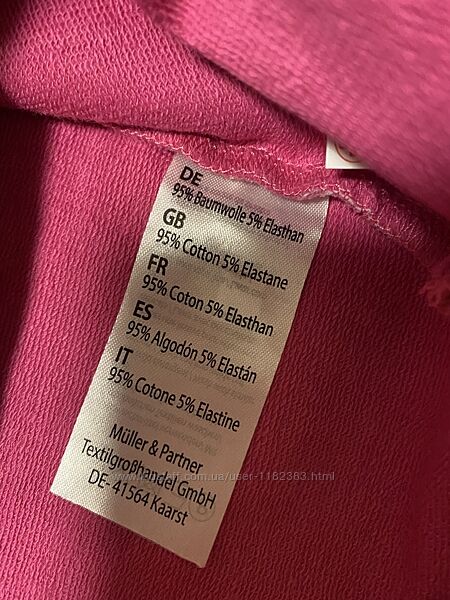 DE
95% Baumwolle 5% Elasthan
GB
95% Cotton 5% Elastane
FR
95% Coton 5% Elasthan
ES
95% Algodón 5% Elastán
IT
95% Cotone 5% Elastine
Müller & Partner
Textilgroßhandel GmbH
DE- 41564 Kaarst